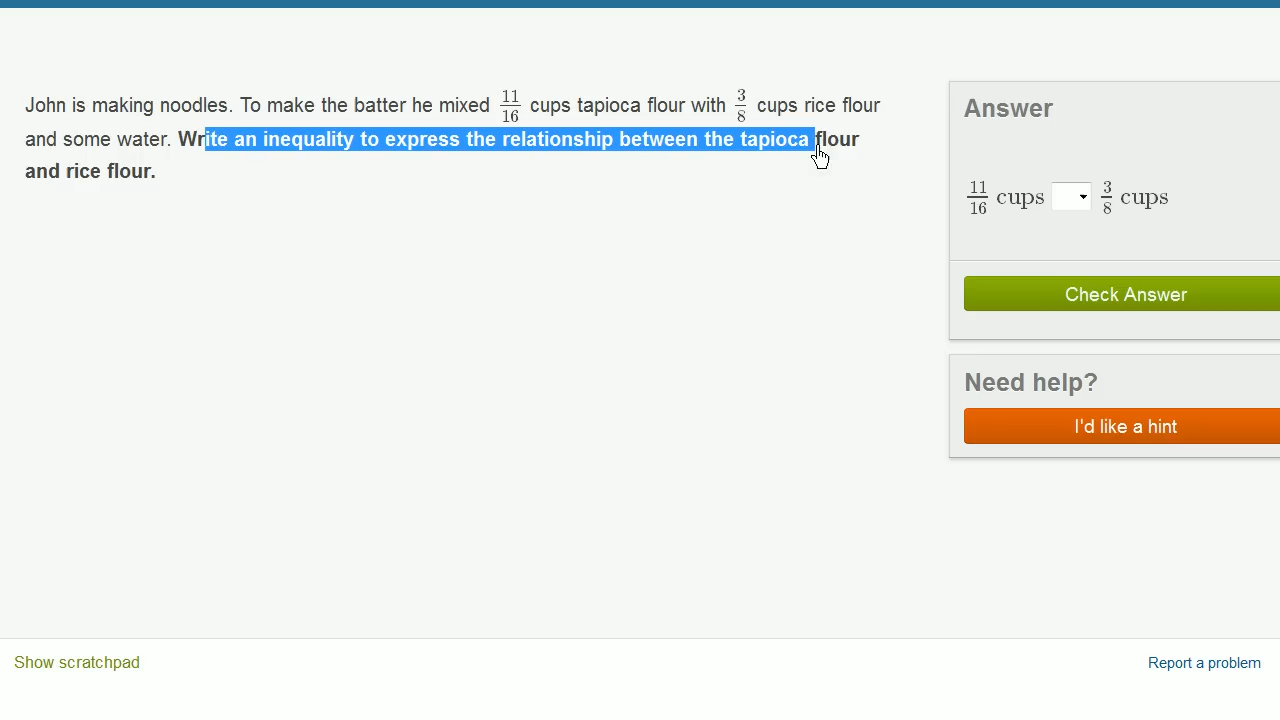 John is making noodles. To make the batter he mixed 11/16 cups tapioca flour with 3/8 cups rice flour
and some water. Write an inequality to express the relationship between the tapioca flour
and rice flour.
Answer
11/16 cups 3/8 cups
Check Answer
Need help?
I'd like a hint
Show scratchpad
Report a problem